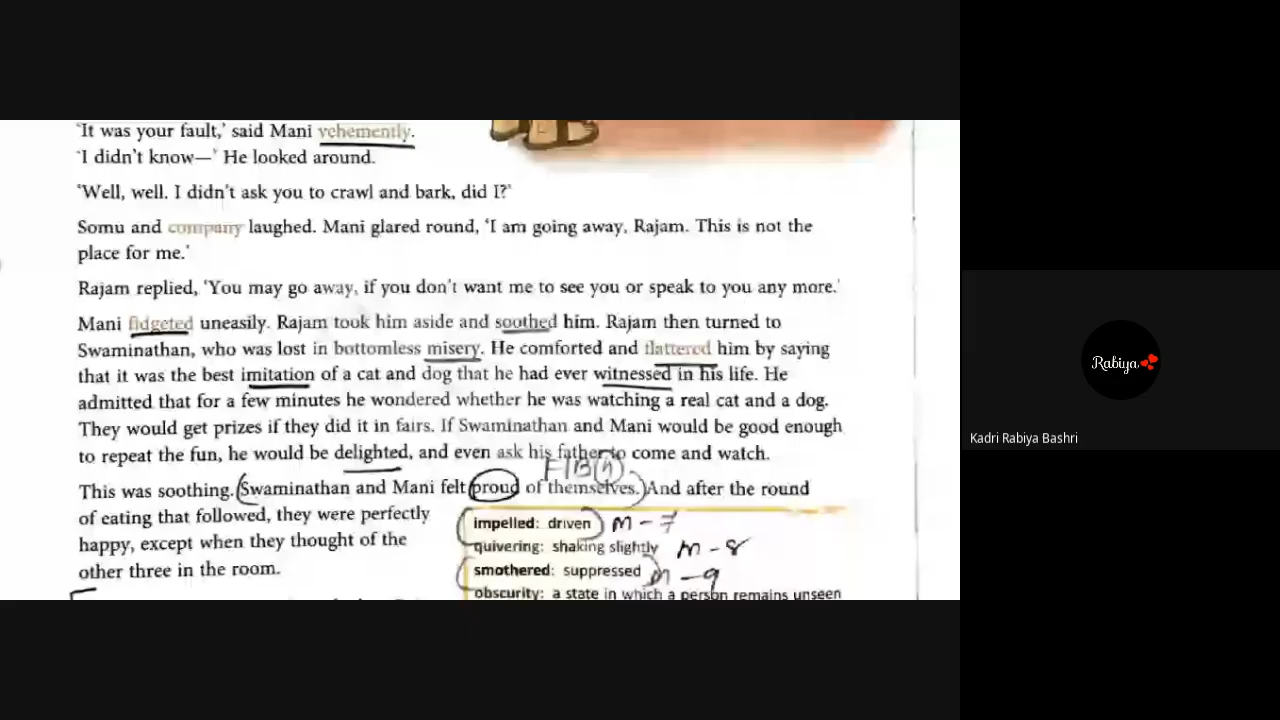 'It was your fault,' said Mani vehemently.
'I didn't know—' He looked around.
'Well, well. I didn't ask you to crawl and bark, did I?'
Somu and company laughed. Mani glared round, 'I am going away, Rajam. This is not the
place for me.'
Rajam replied, 'You may go away, if you don't want me to see you or speak to you any more.'
Mani fidgeted uneasily. Rajam took him aside and soothed him. Rajam then turned to
Swaminathan, who was lost in bottomless misery. He comforted and flattered him by saying
that it was the best imitation of a cat and dog that he had ever witnessed in his life. He
admitted that for a few minutes he wondered whether he was watching a real cat and a dog.
They would get prizes if they did it in fairs. If Swaminathan and Mani would be good enough
to repeat the fun, he would be delighted, and even ask his father to come and watch.
This was soothing. (Swaminathan and Mani felt proud of themselves.) And after the round
of eating that followed, they were perfectly
happy, except when they thought of the
other three in the room.
impelled: driven M-7
quivering: shaking slightly M-8
smothered: suppressed M-9
obscurity: a state in which a person remains unseen
Rabiya
Kadri Rabiya Bashri